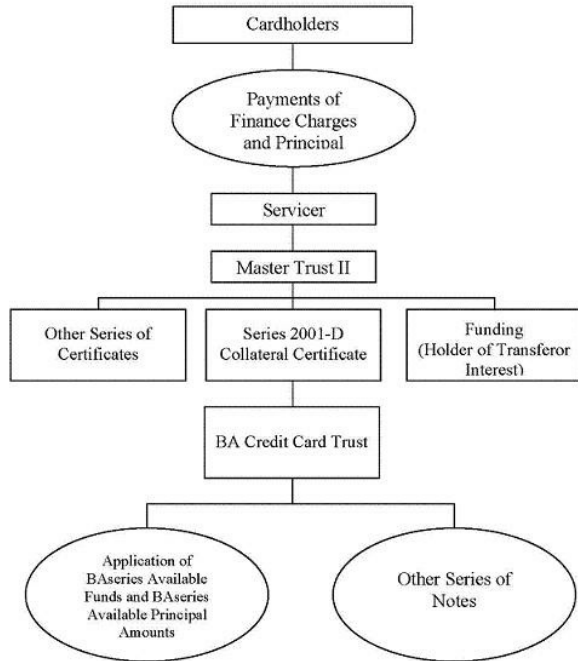 Cardholders
Payments of
Finance Charges
and Principal
Servicer
Master Trust II
Other Series of
Certificates
Series 2001-D
Collateral Certificate
Funding
(Holder of Transferor
Interest)
BA Credit Card Trust
Application of
BAseries Available
Funds and BAseries
Available Principal
Amounts
Other Series of
Notes